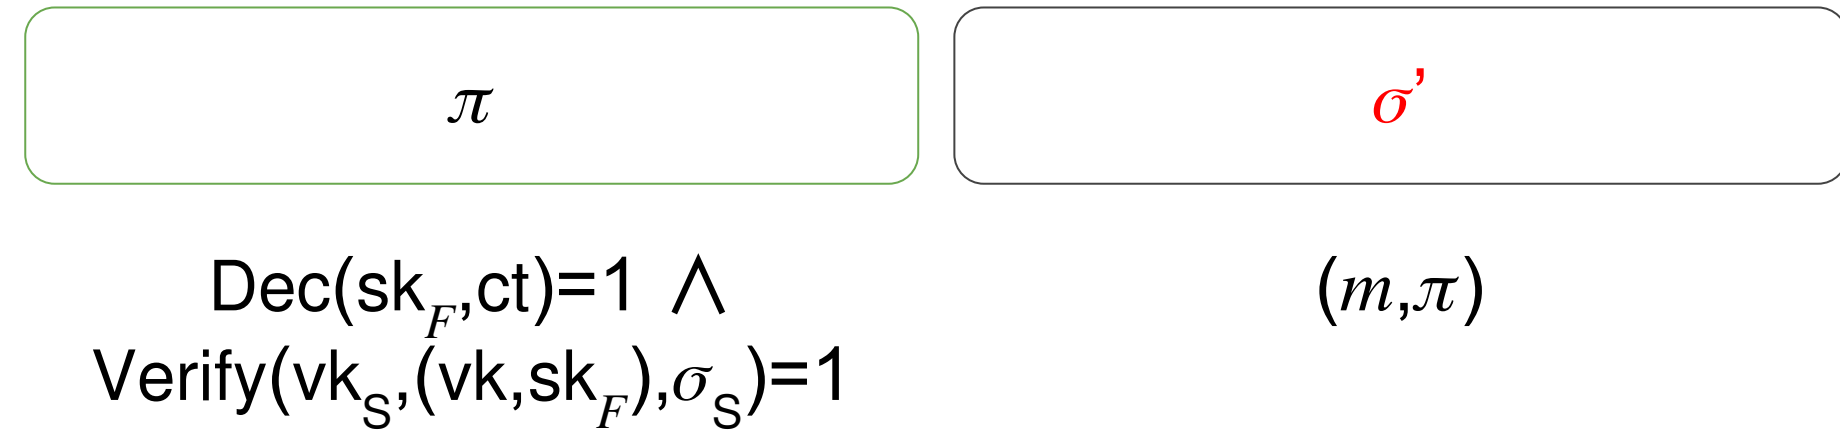 π
σ’
Dec(sk_F,ct)=1 ∧
Verify(vk_S,(vk,sk_F),σ_S)=1
(m,π)